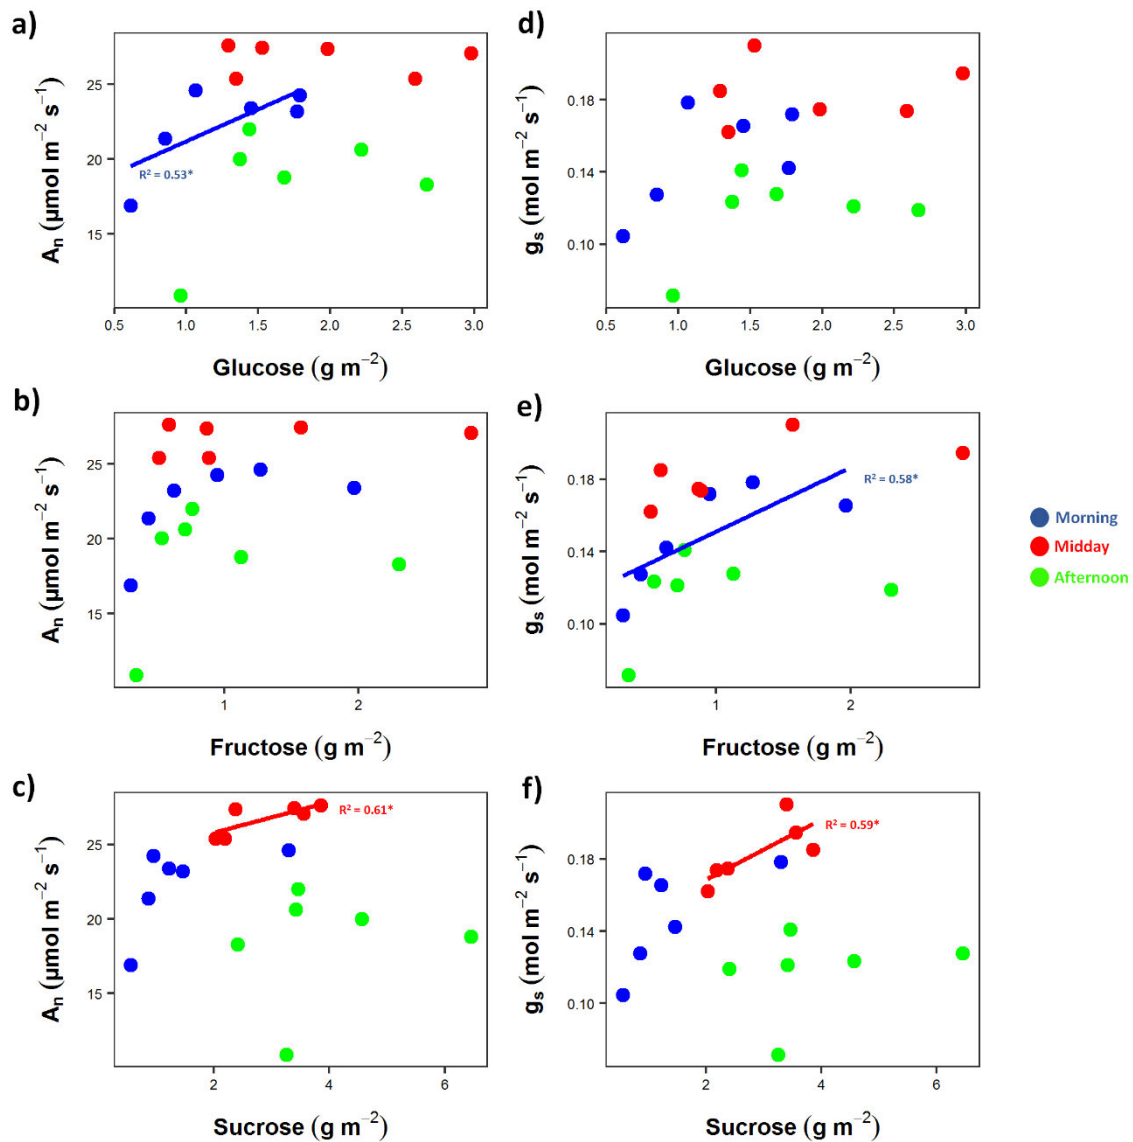 a)
25
20
15
Aₙ (µmol m⁻² s⁻¹)
R² = 0.53*
0.5 1.0 1.5 2.0 2.5 3.0
Glucose (g m⁻²)
d)
0.18
0.14
0.10
gₛ (mol m⁻² s⁻¹)
0.5 1.0 1.5 2.0 2.5 3.0
Glucose (g m⁻²)
b)
25
20
15
Aₙ (µmol m⁻² s⁻¹)
1 2
Fructose (g m⁻²)
e)
0.18
0.14
0.10
gₛ (mol m⁻² s⁻¹)
R² = 0.58*
1 2
Fructose (g m⁻²)
Morning
Midday
Afternoon
c)
25
20
15
Aₙ (µmol m⁻² s⁻¹)
R² = 0.61*
2 4 6
Sucrose (g m⁻²)
f)
0.18
0.14
0.10
gₛ (mol m⁻² s⁻¹)
R² = 0.59*
2 4 6
Sucrose (g m⁻²)